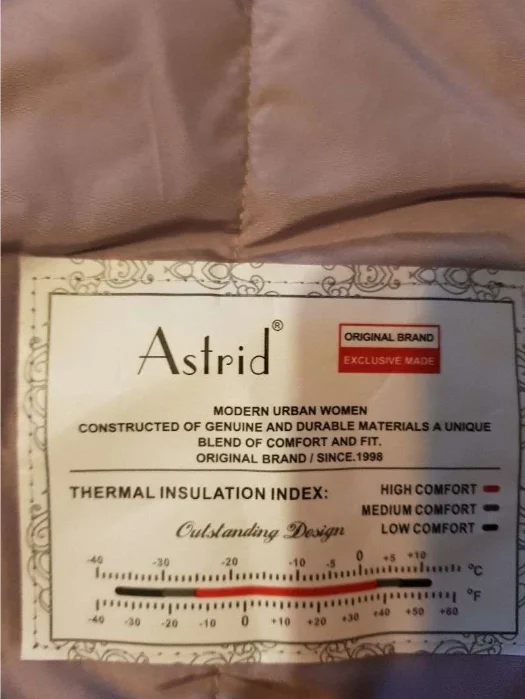 Astrid®
ORIGINAL BRAND
EXCLUSIVE MADE
MODERN URBAN WOMEN
CONSTRUCTED OF GENUINE AND DURABLE MATERIALS A UNIQUE
BLEND OF COMFORT AND FIT.
ORIGINAL BRAND / SINCE.1998
THERMAL INSULATION INDEX:
HIGH COMFORT
MEDIUM COMFORT
LOW COMFORT
Outstanding Design
-40 -30 -20 -10 -5 0 +5 +10 °C
°F
-40 -30 -20 -10 0 +10 +20 +30 +40 +50 +60